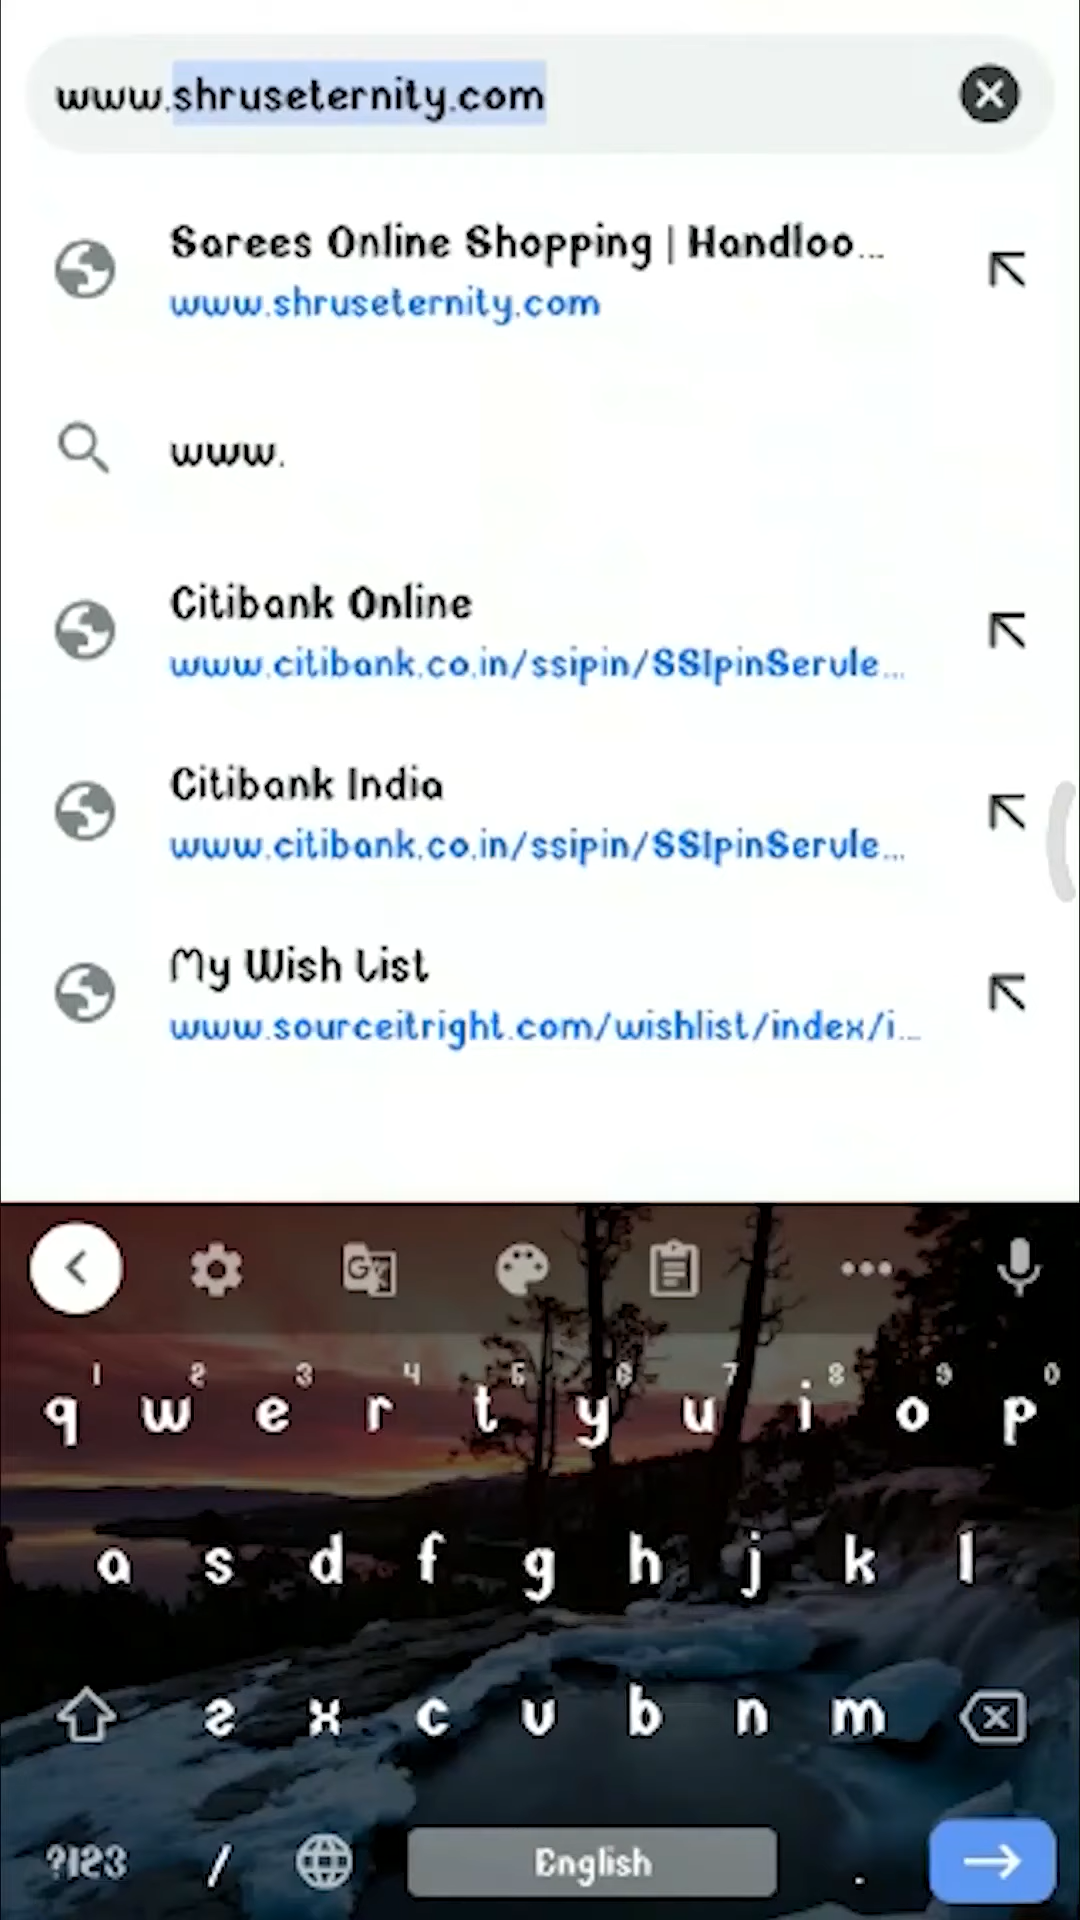 www.shruseternity.com
Sarees Online Shopping | Handloo...
www.shruseternity.com
www.
Citibank Online
www.citibank.co.in/ssipin/SSIpinServle...
Citibank India
www.citibank.co.in/ssipin/SSIpinServle...
My Wish List
www.sourceitright.com/wishlist/index/i...
1 2 3 4 5 6 7 8 9 0
q w e r t y u i o p
a s d f g h j k l
z x c v b n m
?123 / English .